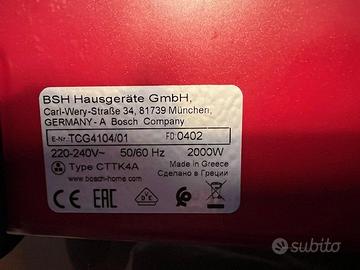 BSH Hausgeräte GmbH,
Carl-Wery-Straße 34, 81739 München,
GERMANY- A Bosch Company
E-Nr. TCG4104/01 FD 0402
220-240V~ 50/60 Hz 2000W
Type CTTK4A Made in Greece
www.bosch-home.com Сделано в Греции
CE EAC VDE
subito